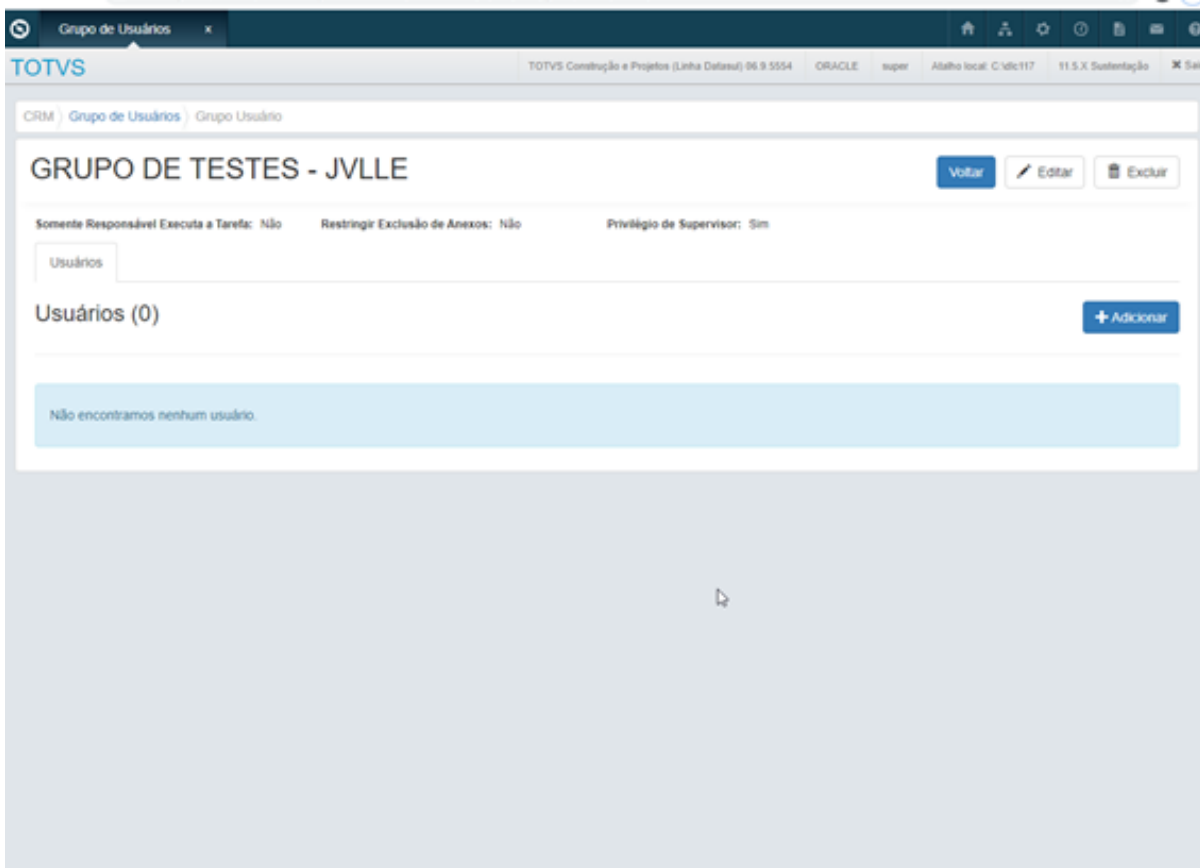 Grupo de Usuários x
TOTVS
TOTVS Construção e Projetos (Linha Datasul) 06.9.5554 ORACLE super Atalho local: C:\dlc117 11.5.X Sustentação ✖ Sai
CRM Grupo de Usuários Grupo Usuário
GRUPO DE TESTES - JVLLE
Voltar Editar Excluir
Somente Responsável Executa a Tarefa: Não Restringir Exclusão de Anexos: Não Privilégio de Supervisor: Sim
Usuários
Usuários (0)
+ Adicionar
Não encontramos nenhum usuário.